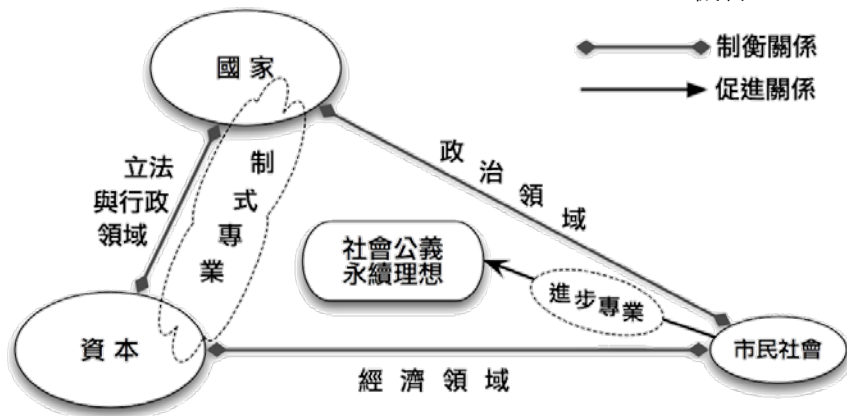 國家
制衡關係
促進關係
立法
與行政
領域
制式專業
政治領域
社會公義
永續理想
進步專業
資本
市民社會
經濟領域